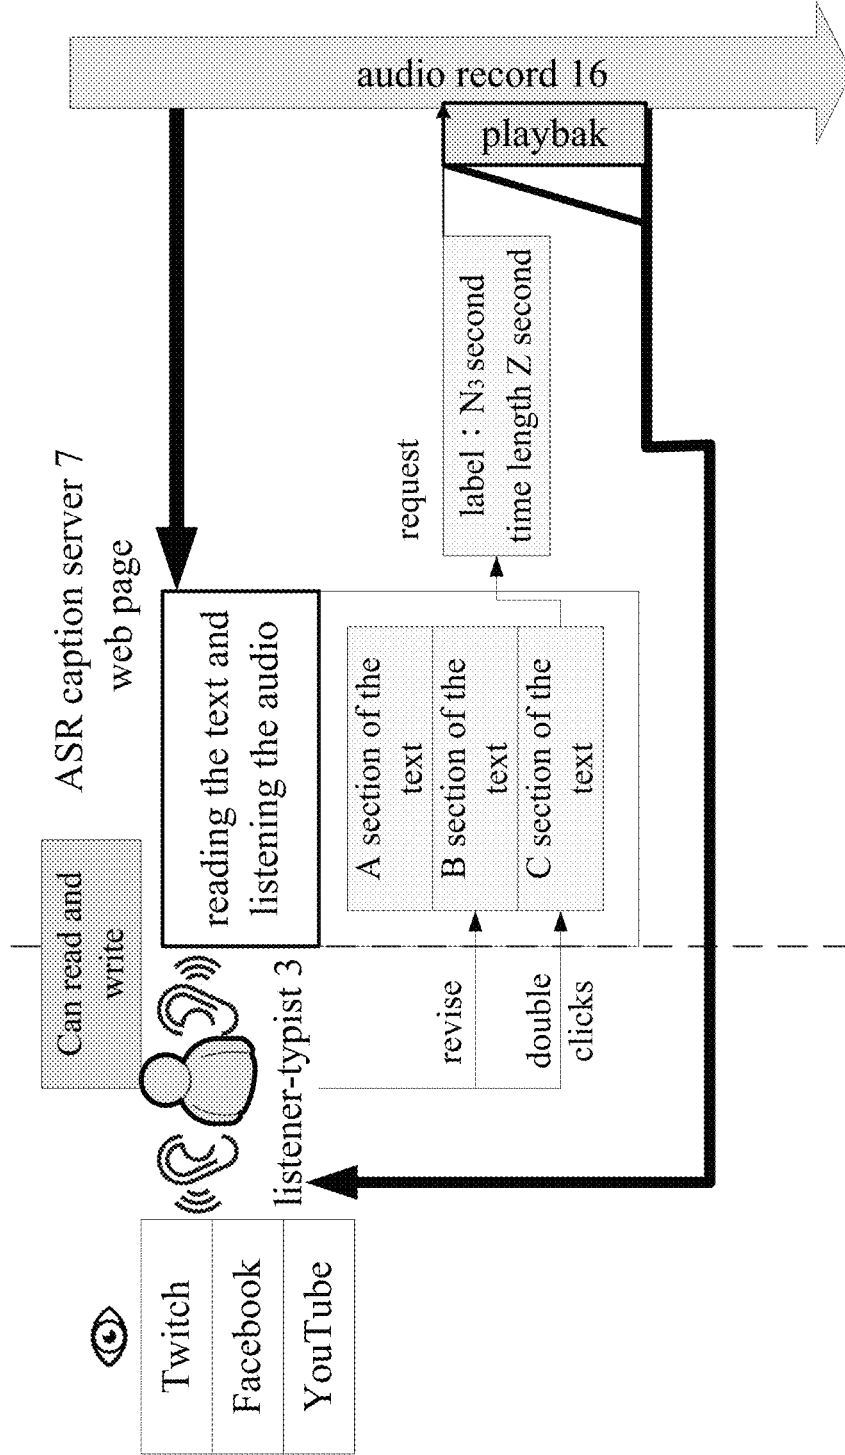 audio record 16
playbak
ASR caption server 7
web page
request
label：N3 second
time length Z second
reading the text and
listening the audio
A section of the
text
B section of the
text
C section of the
text
Can read and
write
listener-typist 3
revise
double
clicks
Twitch
Facebook
YouTube